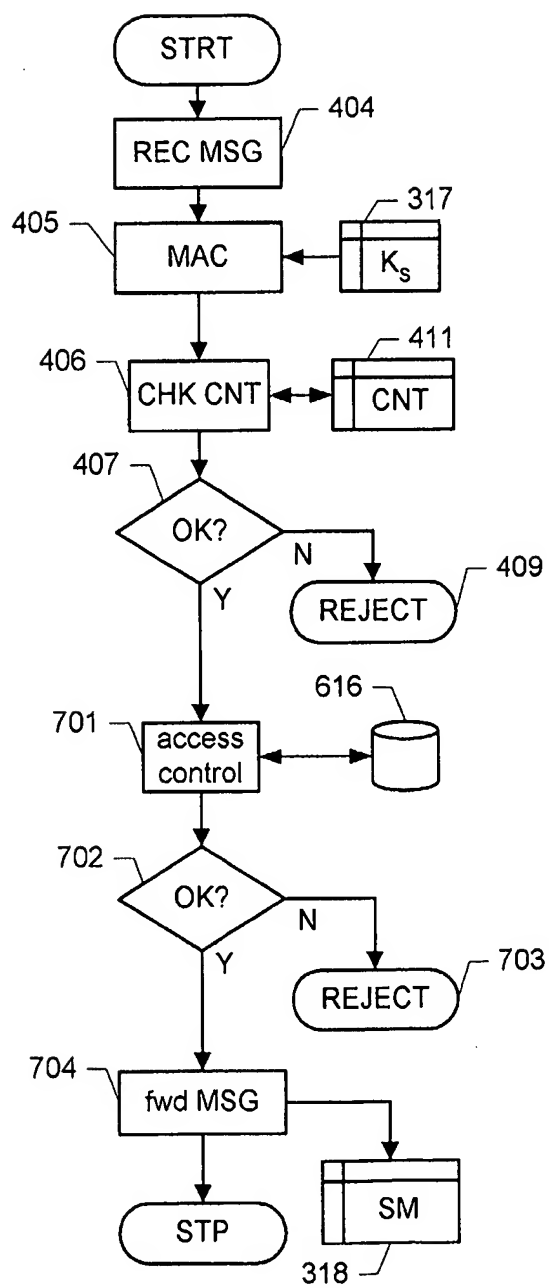 STRT
404
REC MSG
317
405
MAC
Ks
411
406
CHK CNT
CNT
407
OK?
N
Y
409
REJECT
616
701
access
control
702
OK?
N
Y
703
REJECT
704
fwd MSG
STP
SM
318